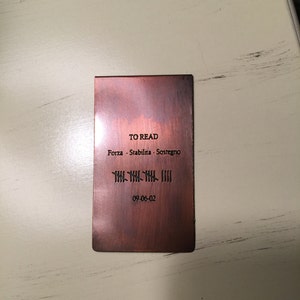 TO READ
Forza - Stabilita - Sostegno
09-06-02